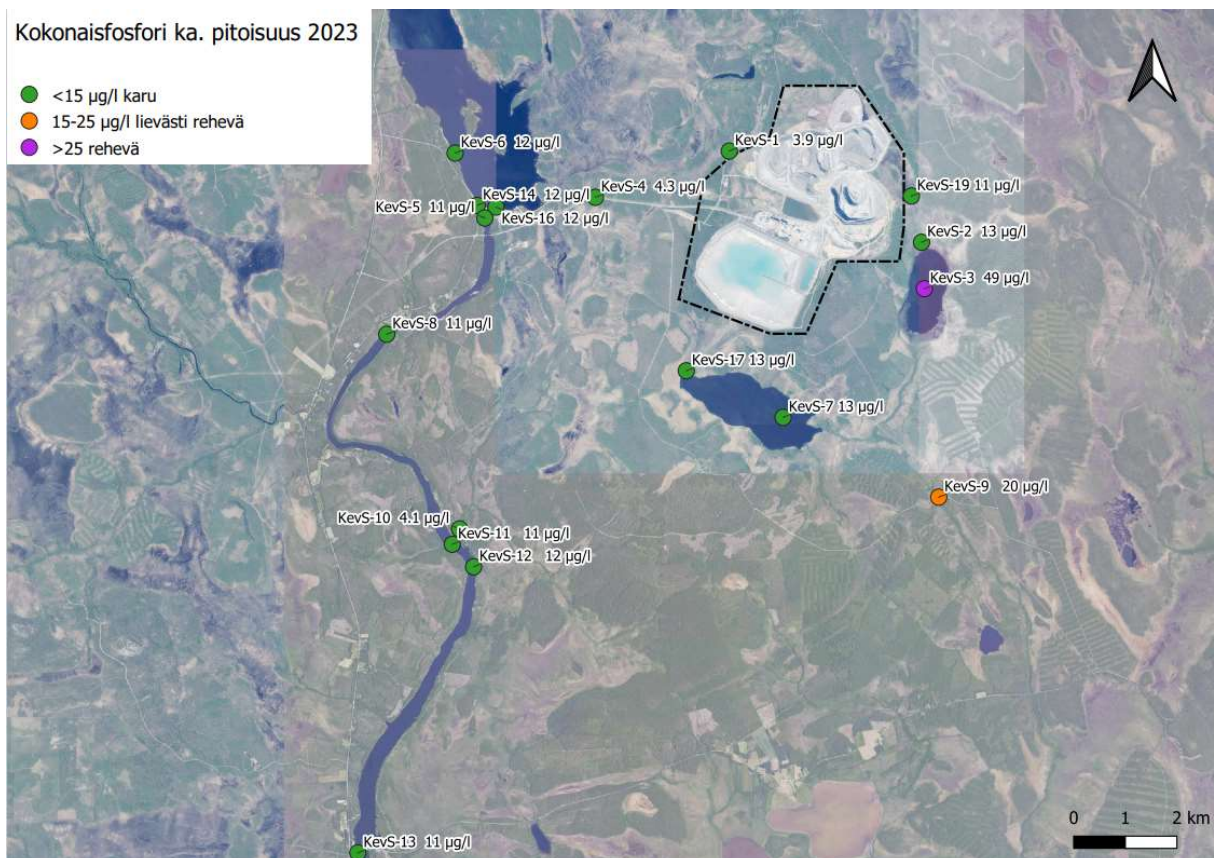 Kokonaisfosfori ka. pitoisuus 2023
<15 µg/l karu
15-25 µg/l lievästi rehevä
>25 rehevä
KevS-6 12 µg/l
KevS-1 3.9 µg/l
KevS-14 12 µg/l
KevS-4 4.3 µg/l
KevS-19 11 µg/l
KevS-5 11 µg/l
KevS-16 12 µg/l
KevS-2 13 µg/l
KevS-3 49 µg/l
KevS-8 11 µg/l
KevS-17 13 µg/l
KevS-7 13 µg/l
KevS-9 20 µg/l
KevS-10 4.1 µg/l
KevS-11 11 µg/l
KevS-12 12 µg/l
KevS-13 11 µg/l
0 1 2 km